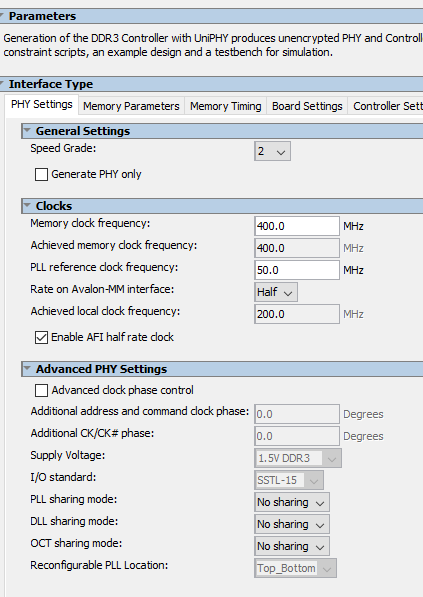 Parameters
Generation of the DDR3 Controller with UniPHY produces unencrypted PHY and Control
constraint scripts, an example design and a testbench for simulation.
Interface Type
PHY Settings Memory Parameters Memory Timing Board Settings Controller Sett
General Settings
Speed Grade: 2
Generate PHY only
Clocks
Memory clock frequency: 400.0 MHz
Achieved memory clock frequency: 400.0 MHz
PLL reference clock frequency: 50.0 MHz
Rate on Avalon-MM interface: Half
Achieved local clock frequency: 200.0 MHz
Enable AFI half rate clock
Advanced PHY Settings
Advanced clock phase control
Additional address and command clock phase: 0.0 Degrees
Additional CK/CK# phase: 0.0 Degrees
Supply Voltage: 1.5V DDR3
I/O standard: SSTL-15
PLL sharing mode: No sharing
DLL sharing mode: No sharing
OCT sharing mode: No sharing
Reconfigurable PLL Location: Top_Bottom